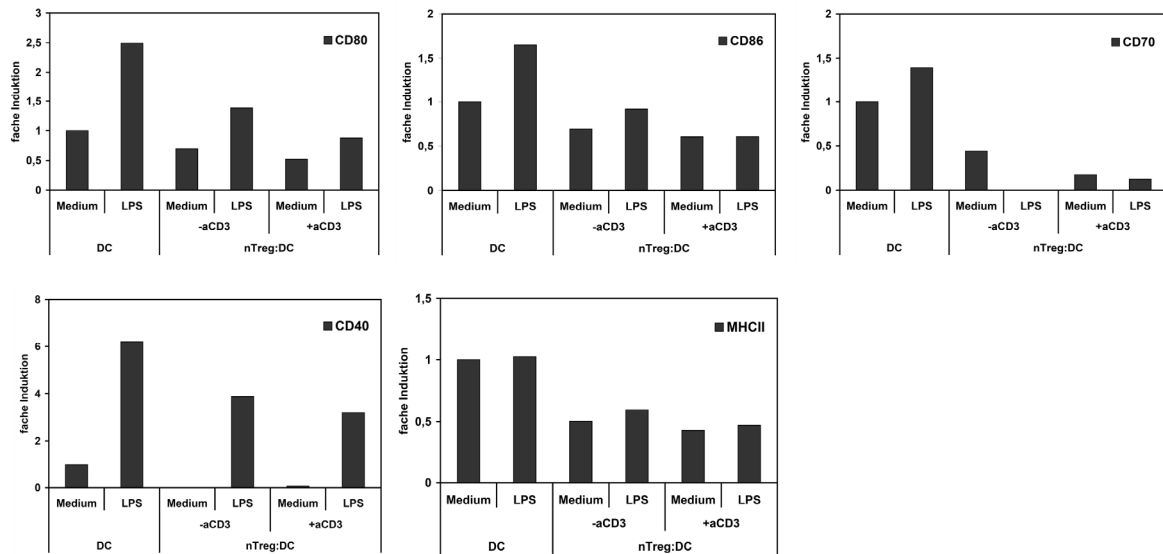 CD80
fache Induktion
3
2,5
2
1,5
1
0,5
0
Medium LPS Medium LPS Medium LPS
-aCD3 +aCD3
DC nTreg:DC
CD86
fache Induktion
2
1,5
1
0,5
0
Medium LPS Medium LPS Medium LPS
-aCD3 +aCD3
DC nTreg:DC
CD70
fache Induktion
2
1,5
1
0,5
0
Medium LPS Medium LPS Medium LPS
-aCD3 +aCD3
DC nTreg:DC
CD40
fache Induktion
8
6
4
2
0
Medium LPS Medium LPS Medium LPS
-aCD3 +aCD3
DC nTreg:DC
MHCII
fache Induktion
1,5
1
0,5
0
Medium LPS Medium LPS Medium LPS
-aCD3 +aCD3
DC nTreg:DC